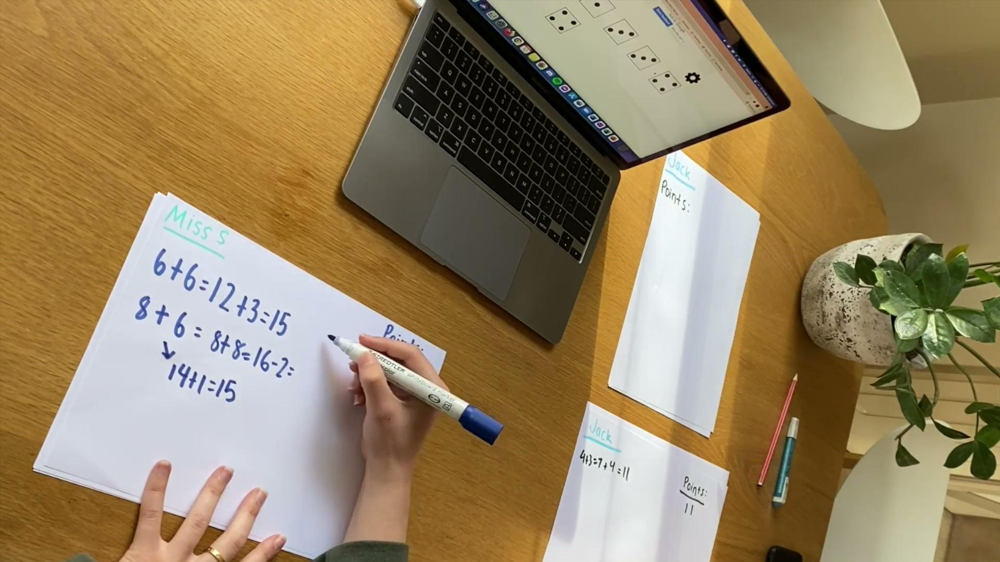 Miss S
6+6=12+3=15
8+6=8+8=16-2=
↘
14+1=15
Points:
STAEDTLER whiteboard marker
Jack
Points:
Jack
4+3=7+4=11
Points:
11